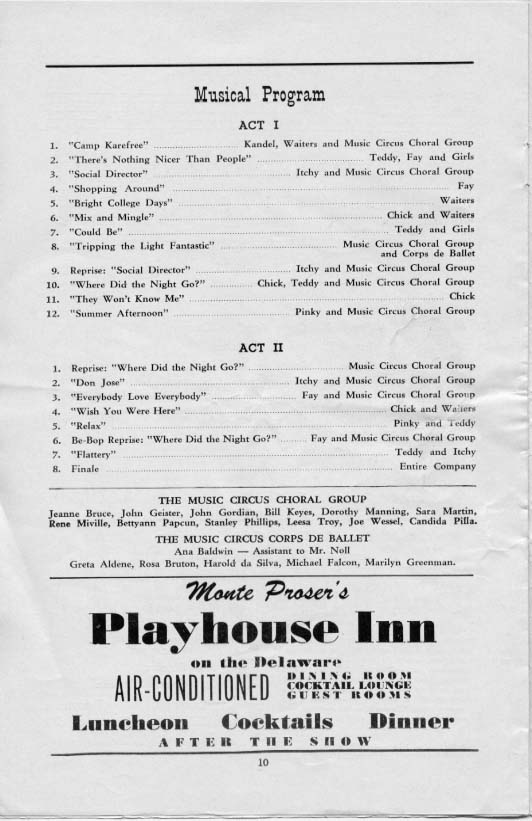 Musical Program
ACT I
1. "Camp Karefree" ........ Kandel, Waiters and Music Circus Choral Group
2. "There's Nothing Nicer Than People" ........ Teddy, Fay and Girls
3. "Social Director" ........ Itchy and Music Circus Choral Group
4. "Shopping Around" ........ Fay
5. "Bright College Days" ........ Waiters
6. "Mix and Mingle" ........ Chick and Waiters
7. "Could Be" ........ Teddy and Girls
8. "Tripping the Light Fantastic" ........ Music Circus Choral Group
and Corps de Ballet
9. Reprise: "Social Director" ........ Itchy and Music Circus Choral Group
10. "Where Did the Night Go?" ........ Chick, Teddy and Music Circus Choral Group
11. "They Won't Know Me" ........ Chick
12. "Summer Afternoon" ........ Pinky and Music Circus Choral Group
ACT II
1. Reprise: "Where Did the Night Go?" ........ Music Circus Choral Group
2. "Don Jose" ........ Itchy and Music Circus Choral Group
3. "Everybody Love Everybody" ........ Fay and Music Circus Choral Group
4. "Wish You Were Here" ........ Chick and Waiters
5. "Relax" ........ Pinky and Teddy
6. Be-Bop Reprise: "Where Did the Night Go?" ........ Fay and Music Circus Choral Group
7. "Flattery" ........ Teddy and Itchy
8. Finale ........ Entire Company
THE MUSIC CIRCUS CHORAL GROUP
Jeanne Bruce, John Geister, John Gordian, Bill Keyes, Dorothy Manning, Sara Martin,
Rene Miville, Bettyann Papcun, Stanley Phillips, Leesa Troy, Joe Wessel, Candida Pilla.
THE MUSIC CIRCUS CORPS DE BALLET
Ana Baldwin — Assistant to Mr. Noll
Greta Aldene, Rosa Bruton, Harold da Silva, Michael Falcon, Marilyn Greenman.
Monte Proser's
Playhouse Inn
on the Delaware
AIR-CONDITIONED DINING ROOM
COCKTAIL LOUNGE
GUEST ROOMS
Luncheon Cocktails Dinner
AFTER THE SHOW
10